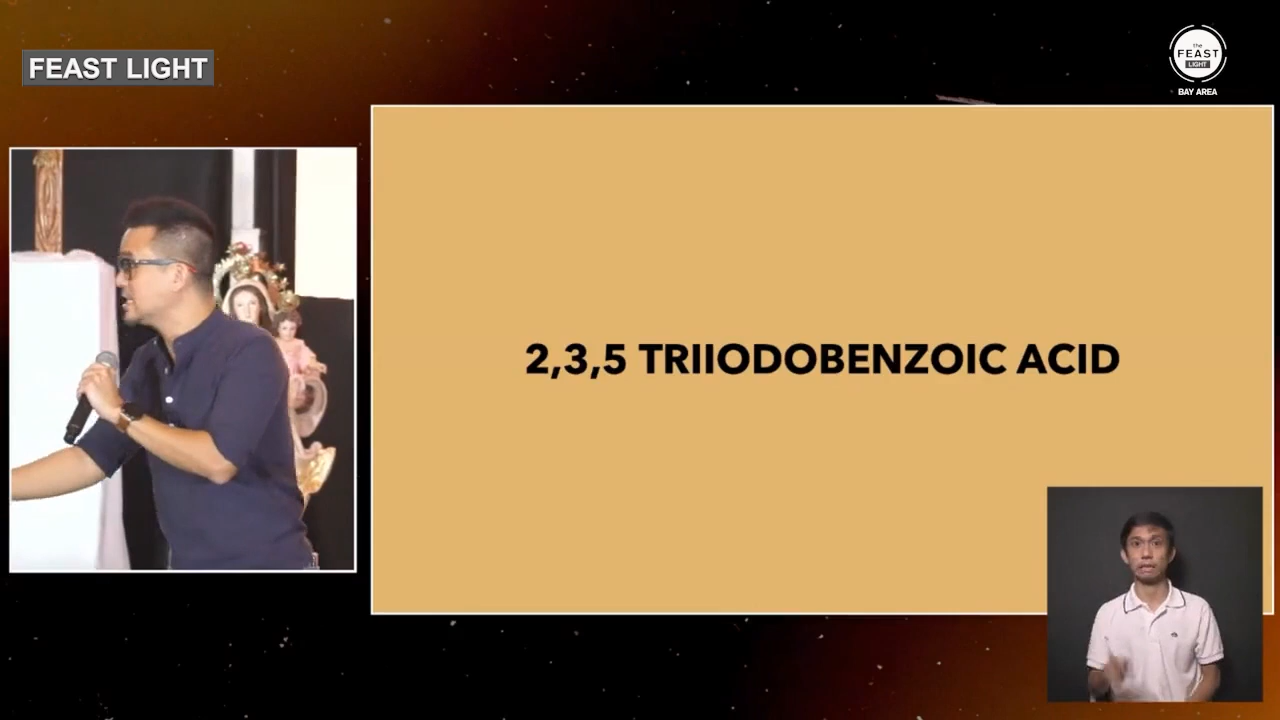 FEAST LIGHT
the
FEAST
LIGHT
BAY AREA
2,3,5 TRIIODOBENZOIC ACID